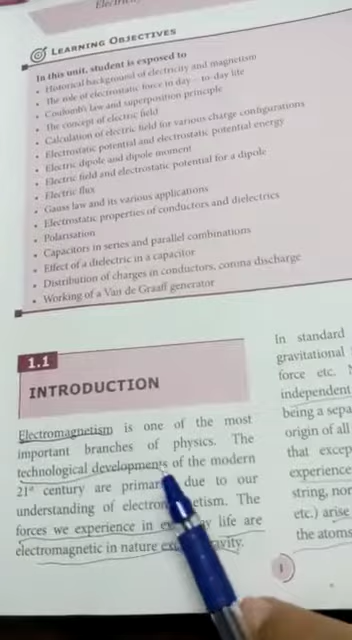 LEARNING OBJECTIVES
In this unit, student is exposed to
• Historical background of electricity and magnetism
• The role of electrostatic force in day – to-day life
• Coulomb's law and superposition principle
• The concept of electric field
• Calculation of electric field for various charge configurations
• Electrostatic potential and electrostatic potential energy
• Electric dipole and dipole moment
• Electric field and electrostatic potential for a dipole
• Electric flux
• Gauss law and its various applications
• Electrostatic properties of conductors and dielectrics
• Polarisation
• Capacitors in series and parallel combinations
• Effect of a dielectric in a capacitor
• Distribution of charges in conductors, corona discharge
• Working of a Van de Graaff generator
1.1
INTRODUCTION
Electromagnetism is one of the most
important branches of physics. The
technological developments of the modern
21st century are due to our
understanding of The
forces we experience in life are
electromagnetic in nature
In standard
gravitational
force etc.
independent
being a
origin of all
that
experience
string,
etc.) arise
the atoms
1